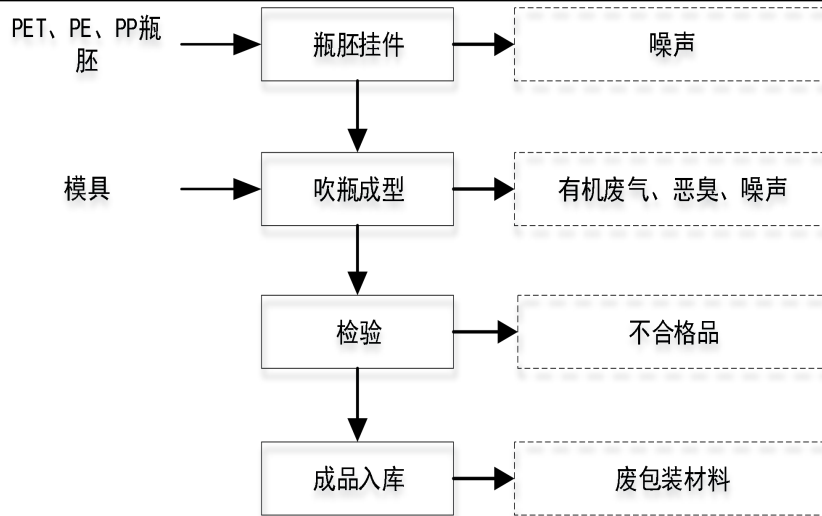 PET、PE、PP瓶
胚
瓶胚挂件
噪声
模具
吹瓶成型
有机废气、恶臭、噪声
检验
不合格品
成品入库
废包装材料